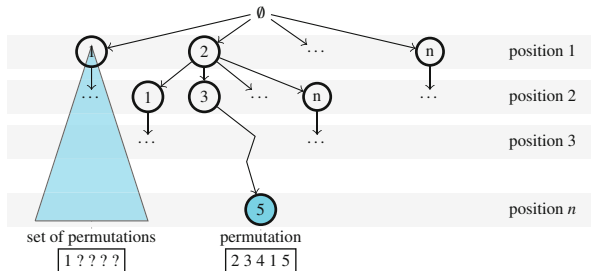 ∅
1 2 ... n position 1
... 1 3 ... n ... position 2
... ... position 3
5 position n
set of permutations permutation
1 ? ? ? ? 2 3 4 1 5